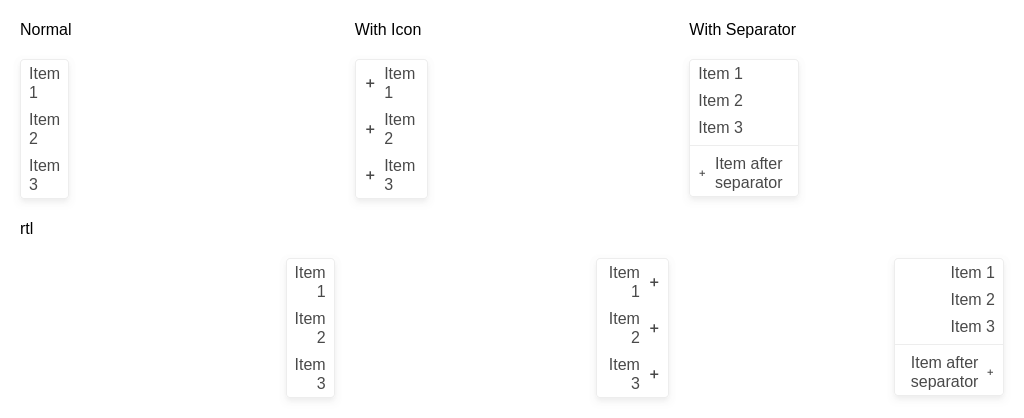 Normal
With Icon
With Separator
Item
1
Item
2
Item
3
+ Item
1
+ Item
2
+ Item
3
Item 1
Item 2
Item 3
+ Item after
separator
rtl
Item
1
Item
2
Item
3
Item
1 +
Item
2 +
Item
3 +
Item 1
Item 2
Item 3
Item after
separator +